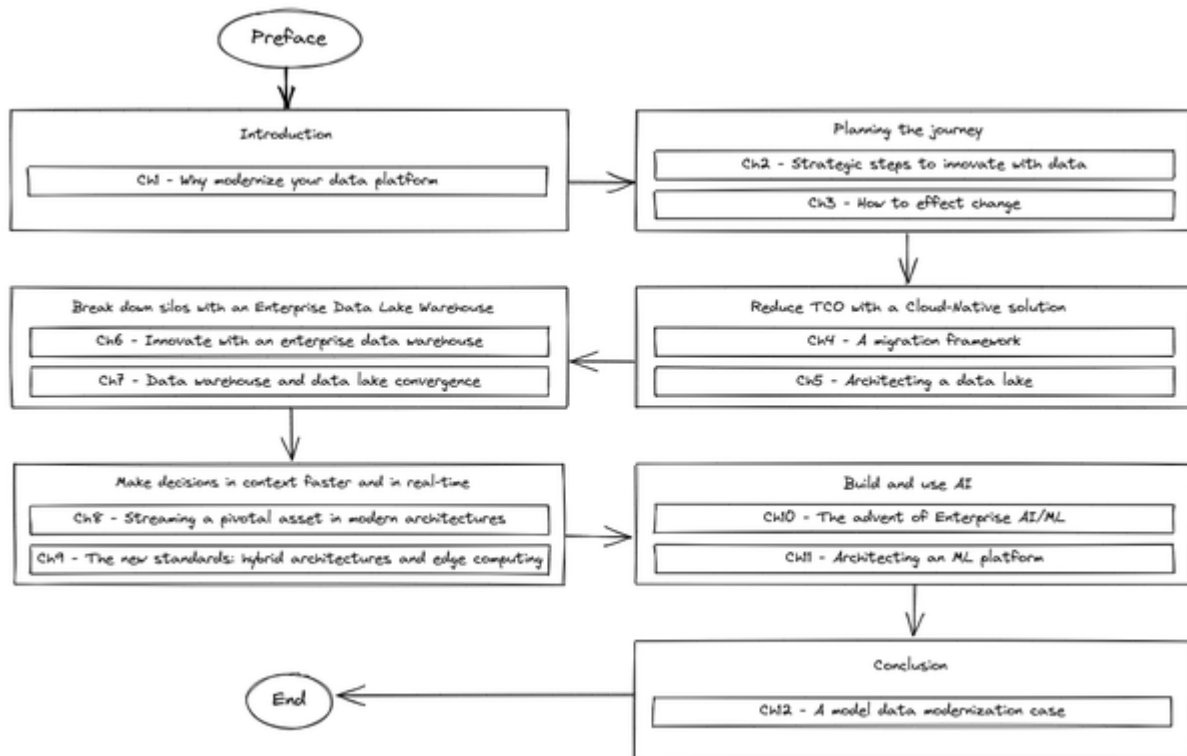 Preface
Introduction
Ch1 - Why modernize your data platform
Planning the journey
Ch2 - Strategic steps to innovate with data
Ch3 - How to effect change
Reduce TCO with a Cloud-Native solution
Ch4 - A migration framework
Ch5 - Architecting a data lake
Break down silos with an Enterprise Data Lake Warehouse
Ch6 - Innovate with an enterprise data warehouse
Ch7 - Data warehouse and data lake convergence
Make decisions in context faster and in real-time
Ch8 - Streaming a pivotal asset in modern architectures
Ch9 - The new standards: hybrid architectures and edge computing
Build and use AI
Ch10 - The advent of Enterprise AI/ML
Ch11 - Architecting an ML platform
Conclusion
Ch12 - A model data modernization case
End